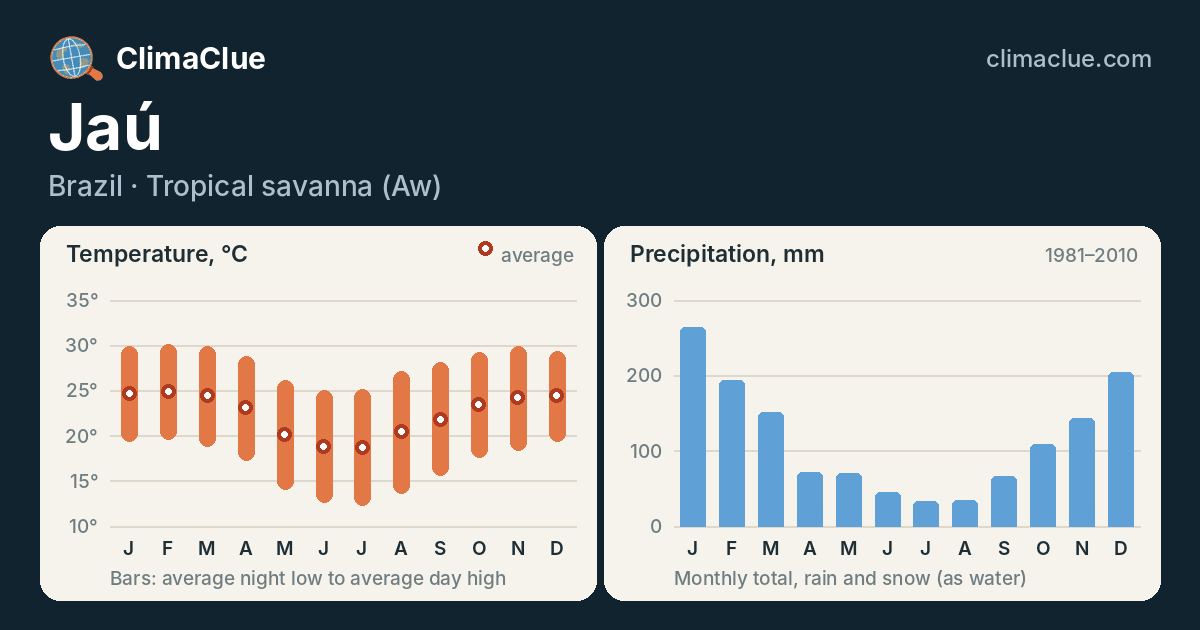 ClimaClue
climaclue.com
Jaú
Brazil · Tropical savanna (Aw)
Temperature, °C
average
35°
30°
25°
20°
15°
10°
J F M A M J J A S O N D
Bars: average night low to average day high
Precipitation, mm
1981–2010
300
200
100
0
J F M A M J J A S O N D
Monthly total, rain and snow (as water)